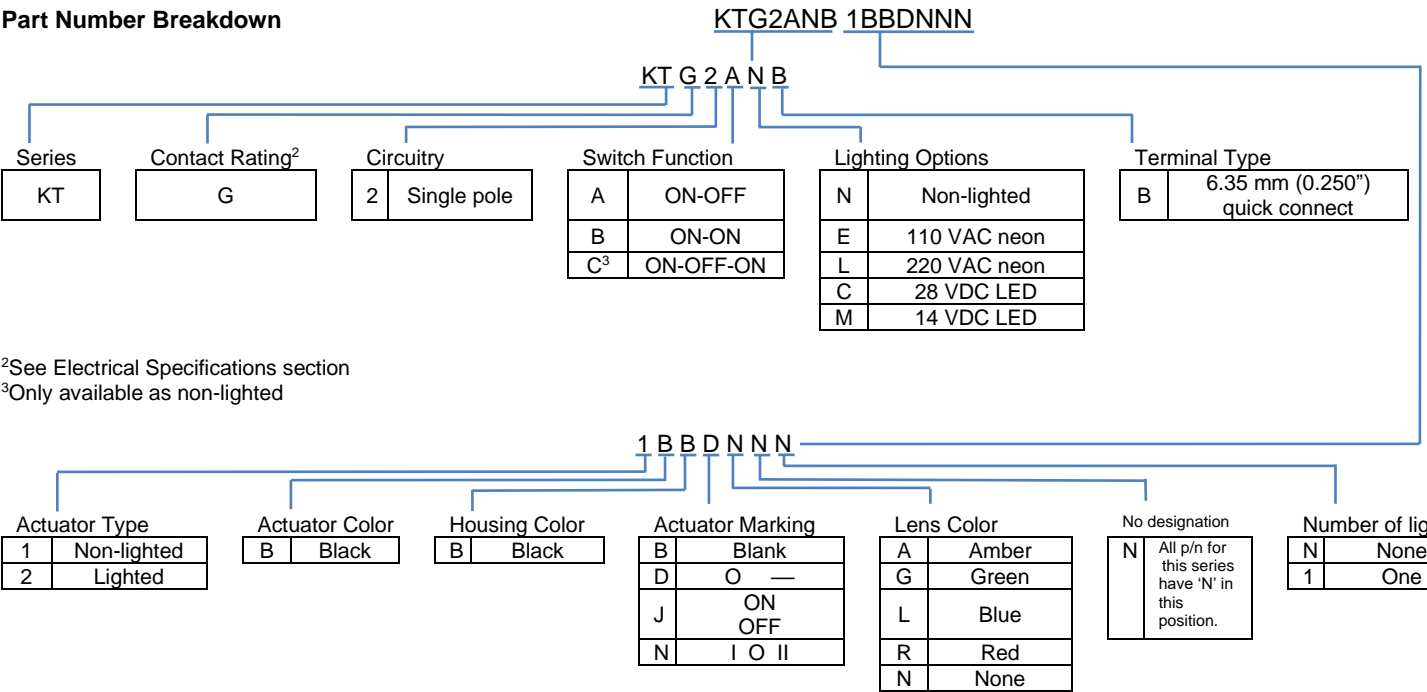 Part Number Breakdown
KTG2ANB 1BBDNNN
KT G 2 A N B
Series
KT
Contact Rating2
G
Circuitry
2 Single pole
Switch Function
A ON-OFF
B ON-ON
C3 ON-OFF-ON
Lighting Options
N Non-lighted
E 110 VAC neon
L 220 VAC neon
C 28 VDC LED
M 14 VDC LED
Terminal Type
B 6.35 mm (0.250”)
quick connect
2See Electrical Specifications section
3Only available as non-lighted
1 B B D N N N
Actuator Type
1 Non-lighted
2 Lighted
Actuator Color
B Black
Housing Color
B Black
Actuator Marking
B Blank
D O —
J ON
OFF
N I O II
Lens Color
A Amber
G Green
L Blue
R Red
N None
No designation
N All p/n for
this series
have ‘N’ in
this
position.
Number of lig
N None
1 One